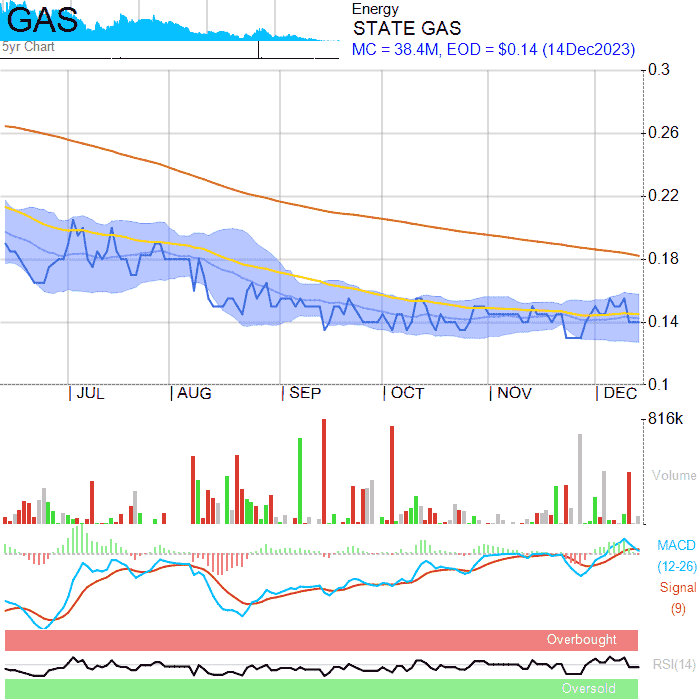 GAS
5yr Chart
Energy
STATE GAS
MC = 38.4M, EOD = $0.14 (14Dec2023)
0.3
0.26
0.22
0.18
0.14
0.1
JUL AUG SEP OCT NOV DEC
816k
Volume
MACD
(12-26)
Signal
(9)
Overbought
RSI(14)
Oversold